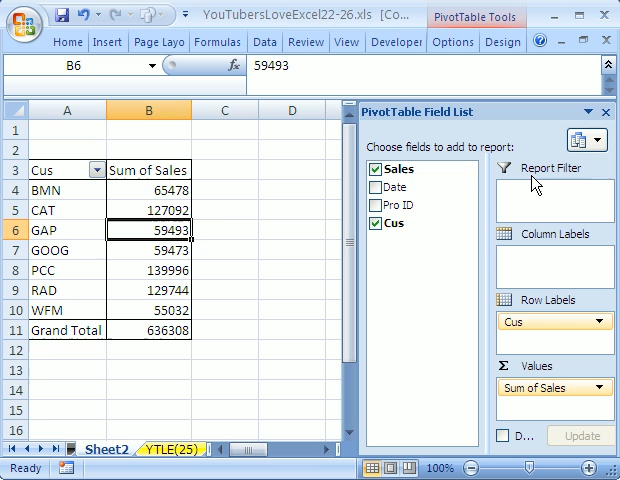 YouTubersLoveExcel22-26.xls [Co... PivotTable Tools
Home Insert Page Layo Formulas Data Review View Developer Options Design
B6 fx 59493
PivotTable Field List
A B C D
1
2
3 Cus Sum of Sales
4 BMN 65478
5 CAT 127092
6 GAP 59493
7 GOOG 59473
8 PCC 139996
9 RAD 129744
10 WFM 55032
11 Grand Total 636308
12
13
14
15
16
Choose fields to add to report:
Sales
Date
Pro ID
Cus
Report Filter
Column Labels
Row Labels
Cus
Σ Values
Sum of Sales
D... Update
Sheet2 YTLE(25)
Ready 100%